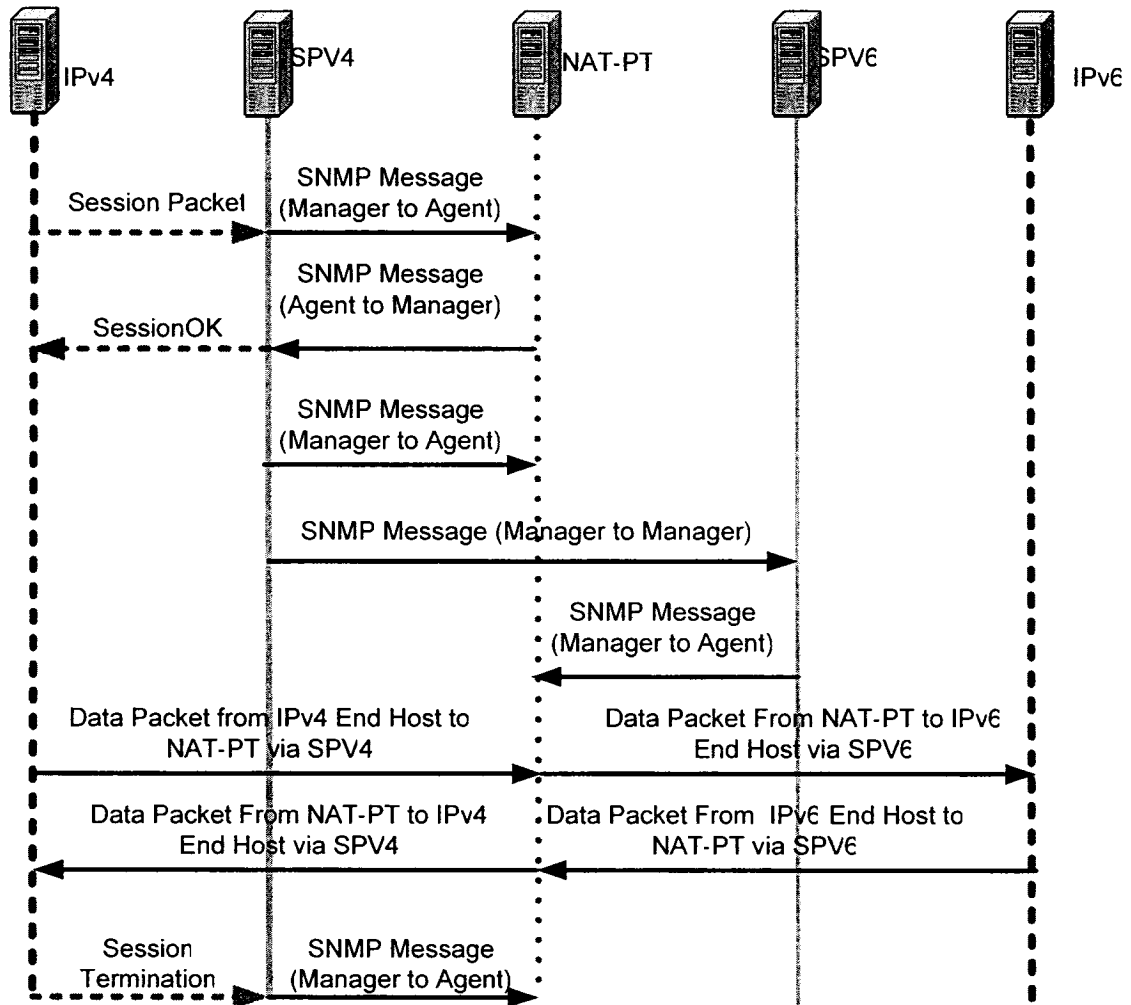 IPv4
SPV4
NAT-PT
SPV6
IPv6
Session Packet
SNMP Message
(Manager to Agent)
SNMP Message
(Agent to Manager)
SessionOK
SNMP Message
(Manager to Agent)
SNMP Message (Manager to Manager)
SNMP Message
(Manager to Agent)
Data Packet from IPv4 End Host to
NAT-PT via SPV4
Data Packet From NAT-PT to IPv6
End Host via SPV6
Data Packet From NAT-PT to IPv4
End Host via SPV4
Data Packet From IPv6 End Host to
NAT-PT via SPV6
Session
Termination
SNMP Message
(Manager to Agent)